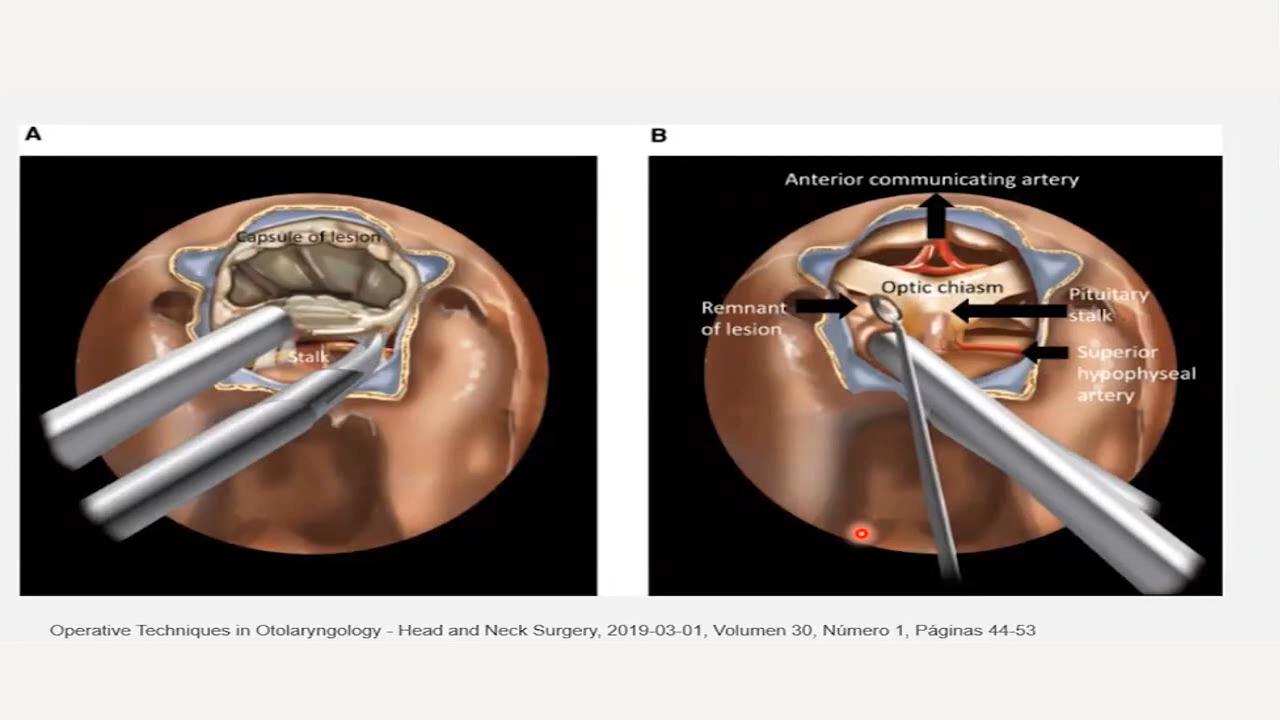 A
Capsule of lesion
Stalk
B
Anterior communicating artery
Optic chiasm
Remnant
of lesion
Pituitary
stalk
Superior
hypophyseal
artery
Operative Techniques in Otolaryngology - Head and Neck Surgery, 2019-03-01, Volumen 30, Número 1, Páginas 44-53